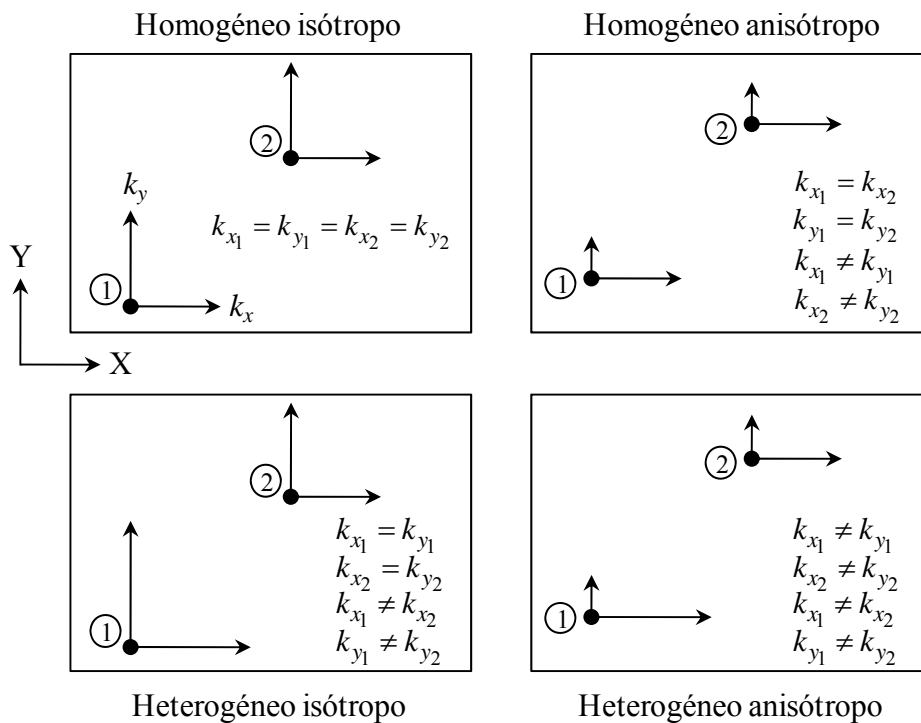 Homogéneo isótropo
②
k_y
k_{x_1} = k_{y_1} = k_{x_2} = k_{y_2}
①
k_x
Homogéneo anisótropo
②
k_{x_1} = k_{x_2}
k_{y_1} = k_{y_2}
k_{x_1} ≠ k_{y_1}
①
k_{x_2} ≠ k_{y_2}
Y
X
②
k_{x_1} = k_{y_1}
k_{x_2} = k_{y_2}
k_{x_1} ≠ k_{x_2}
①
k_{y_1} ≠ k_{y_2}
Heterogéneo isótropo
②
k_{x_1} ≠ k_{y_1}
k_{x_2} ≠ k_{y_2}
①
k_{x_1} ≠ k_{x_2}
k_{y_1} ≠ k_{y_2}
Heterogéneo anisótropo